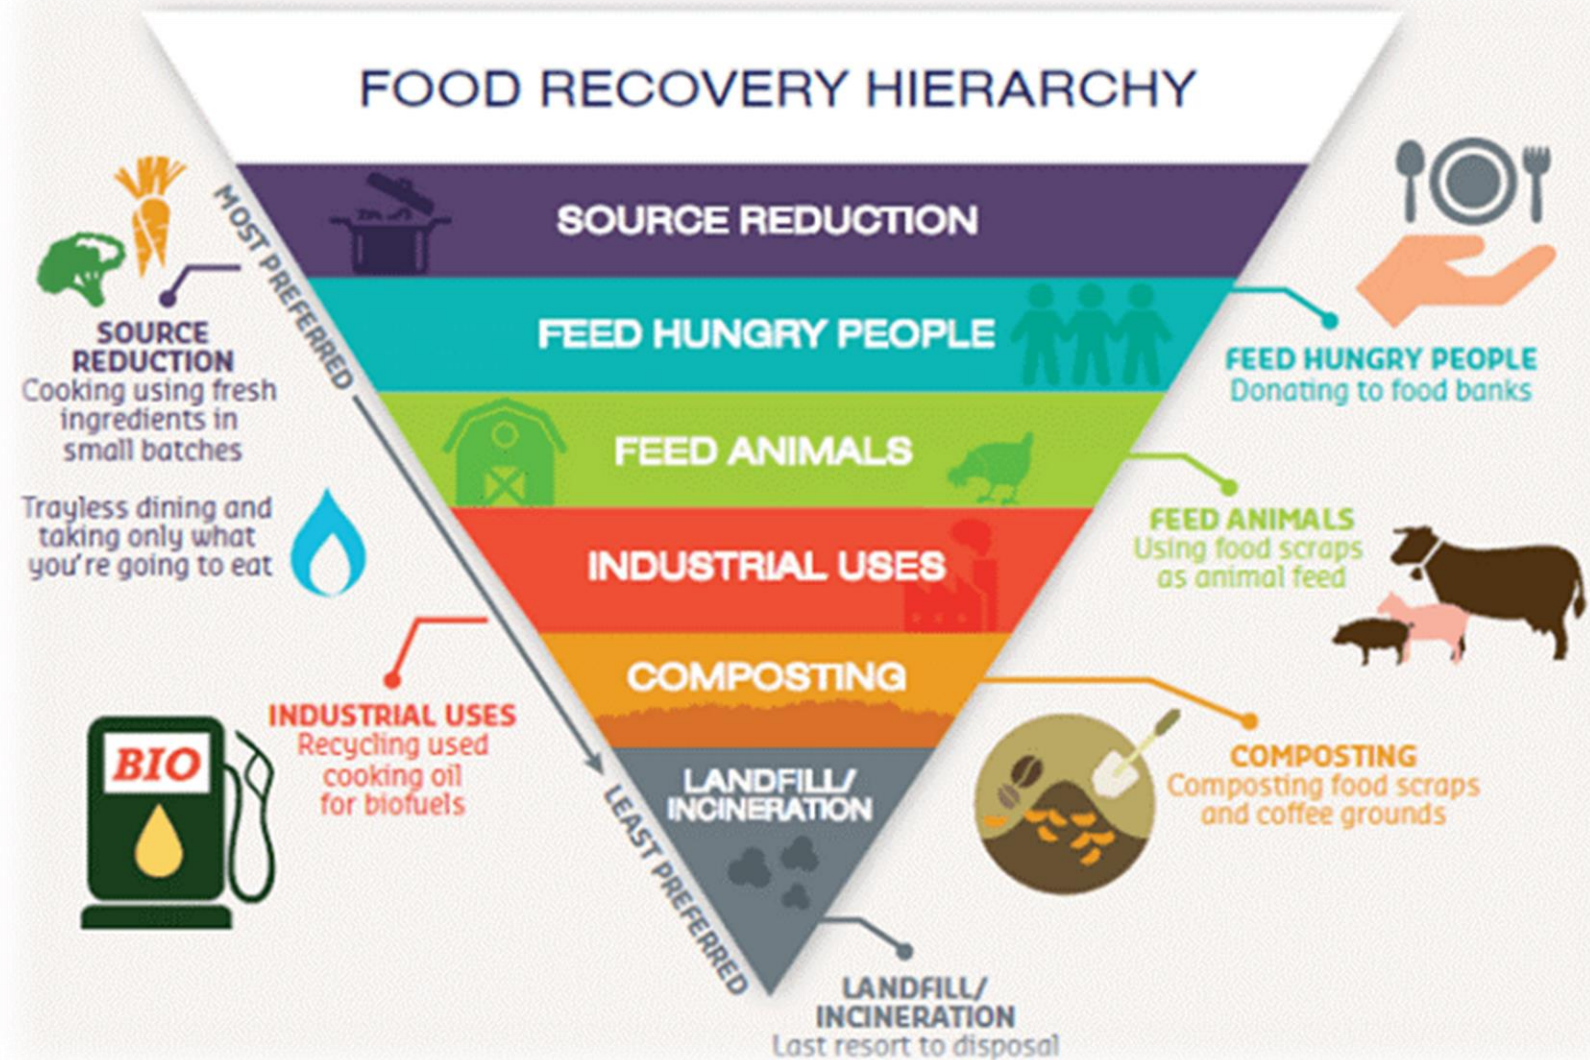 FOOD RECOVERY HIERARCHY
MOST PREFERRED
SOURCE REDUCTION
FEED HUNGRY PEOPLE
FEED ANIMALS
INDUSTRIAL USES
COMPOSTING
LANDFILL/
INCINERATION
LEAST PREFERRED
SOURCE
REDUCTION
Cooking using fresh
ingredients in
small batches
Trayless dining and
taking only what
you're going to eat
FEED HUNGRY PEOPLE
Donating to food banks
FEED ANIMALS
Using food scraps
as animal feed
INDUSTRIAL USES
Recycling used
cooking oil
for biofuels
BIO
COMPOSTING
Composting food scraps
and coffee grounds
LANDFILL/
INCINERATION
Last resort to disposal